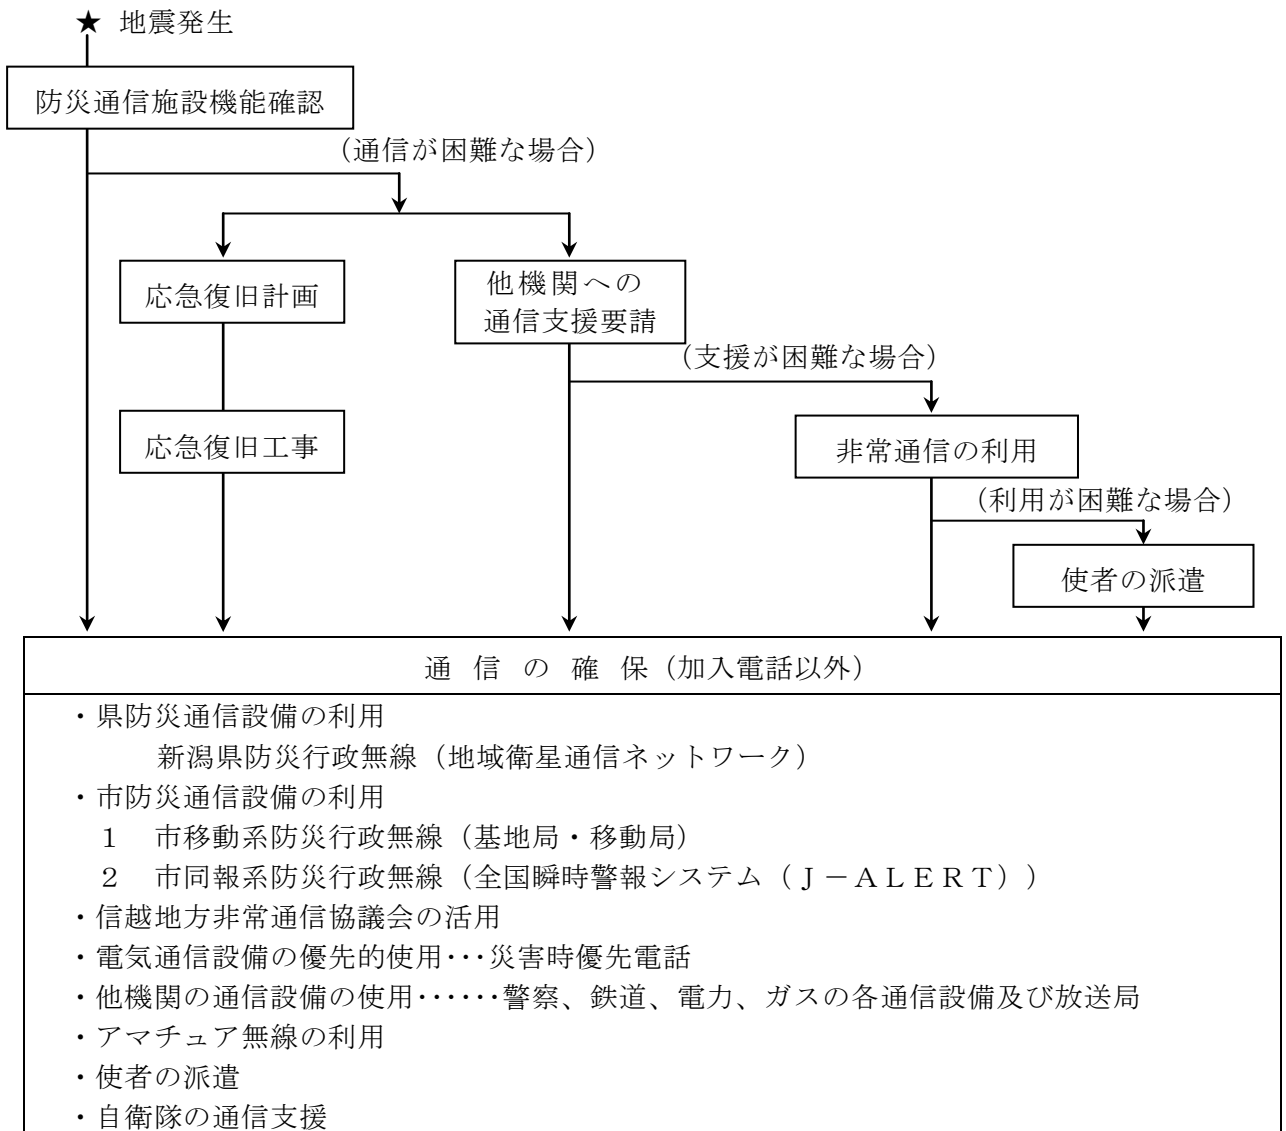 ★ 地震発生
防災通信施設機能確認
（通信が困難な場合）
応急復旧計画
他機関への
通信支援要請
（支援が困難な場合）
応急復旧工事
非常通信の利用
（利用が困難な場合）
使者の派遣
通 信 の 確 保（加入電話以外）
・県防災通信設備の利用
新潟県防災行政無線（地域衛星通信ネットワーク）
・市防災通信設備の利用
１ 市移動系防災行政無線（基地局・移動局）
２ 市同報系防災行政無線（全国瞬時警報システム（Ｊ－ＡＬＥＲＴ））
・信越地方非常通信協議会の活用
・電気通信設備の優先的使用･･･災害時優先電話
・他機関の通信設備の使用･･････警察、鉄道、電力、ガスの各通信設備及び放送局
・アマチュア無線の利用
・使者の派遣
・自衛隊の通信支援